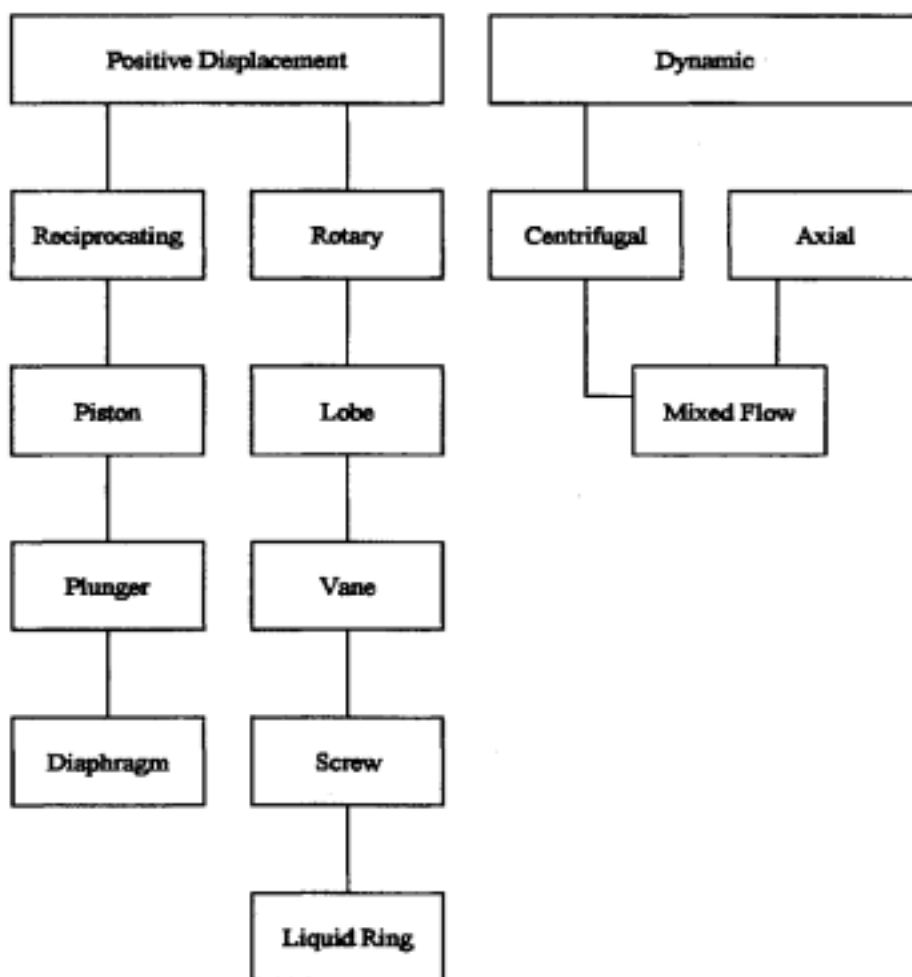 Positive Displacement
Dynamic
Reciprocating
Rotary
Centrifugal
Axial
Piston
Lobe
Mixed Flow
Plunger
Vane
Diaphragm
Screw
Liquid Ring